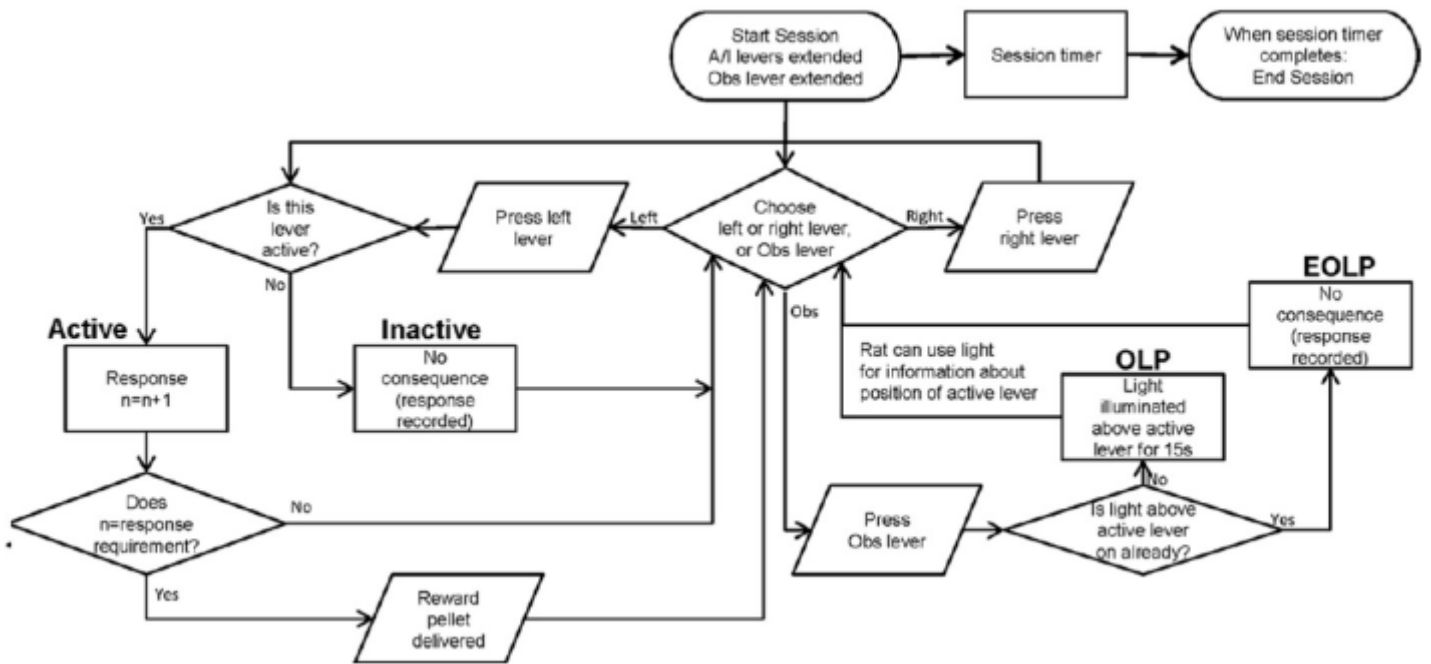 Start Session
A/I levers extended
Obs lever extended
Session timer
When session timer
completes:
End Session
Is this
lever
active?
Yes
No
Press left
lever
Left
Choose
left or right lever,
or Obs lever
Right
Press
right lever
Obs
EOLP
No
consequence
(response
recorded)
Active
Response
n=n+1
Inactive
No
consequence
(response
recorded)
Rat can use light
for information about
position of active lever
OLP
Light
illuminated
above active
lever for 15s
No
Does
n=response
requirement?
No
Yes
Press
Obs lever
Is light above
active lever
on already?
Yes
Reward
pellet
delivered